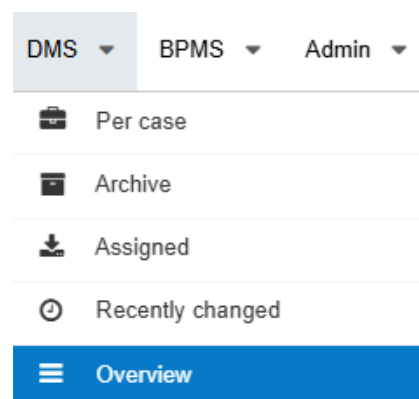 DMS BPMS Admin
Per case
Archive
Assigned
Recently changed
Overview